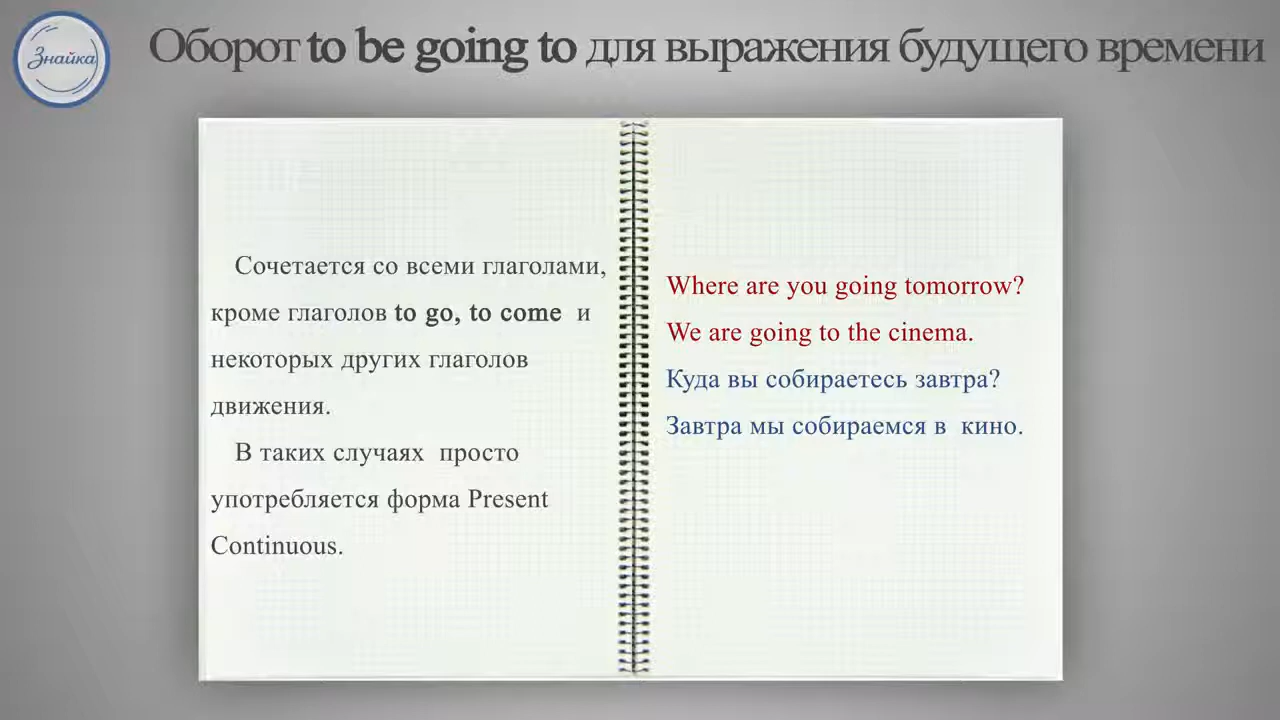 Знайка
Оборот to be going to для выражения будущего времени
Сочетается со всеми глаголами,
кроме глаголов to go, to come и
некоторых других глаголов
движения.
В таких случаях просто
употребляется форма Present
Continuous.
Where are you going tomorrow?
We are going to the cinema.
Куда вы собираетесь завтра?
Завтра мы собираемся в кино.